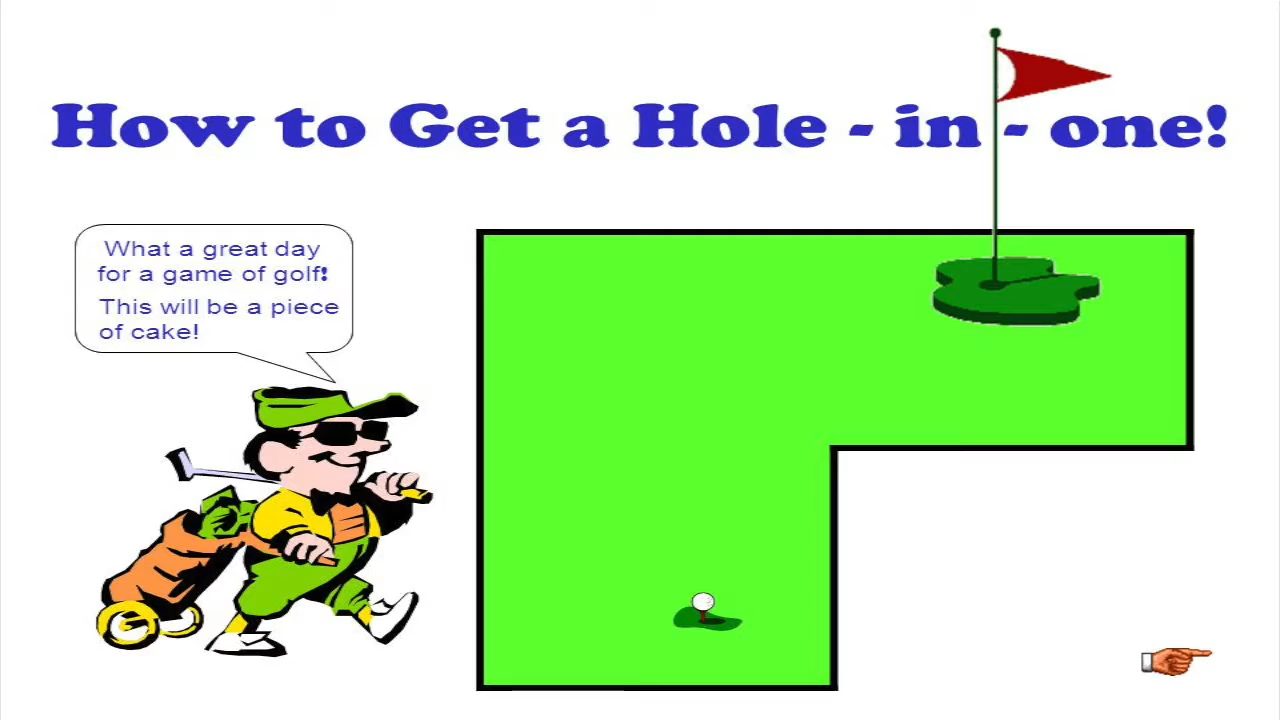 How to Get a Hole - in - one!
What a great day
for a game of golf!
This will be a piece
of cake!